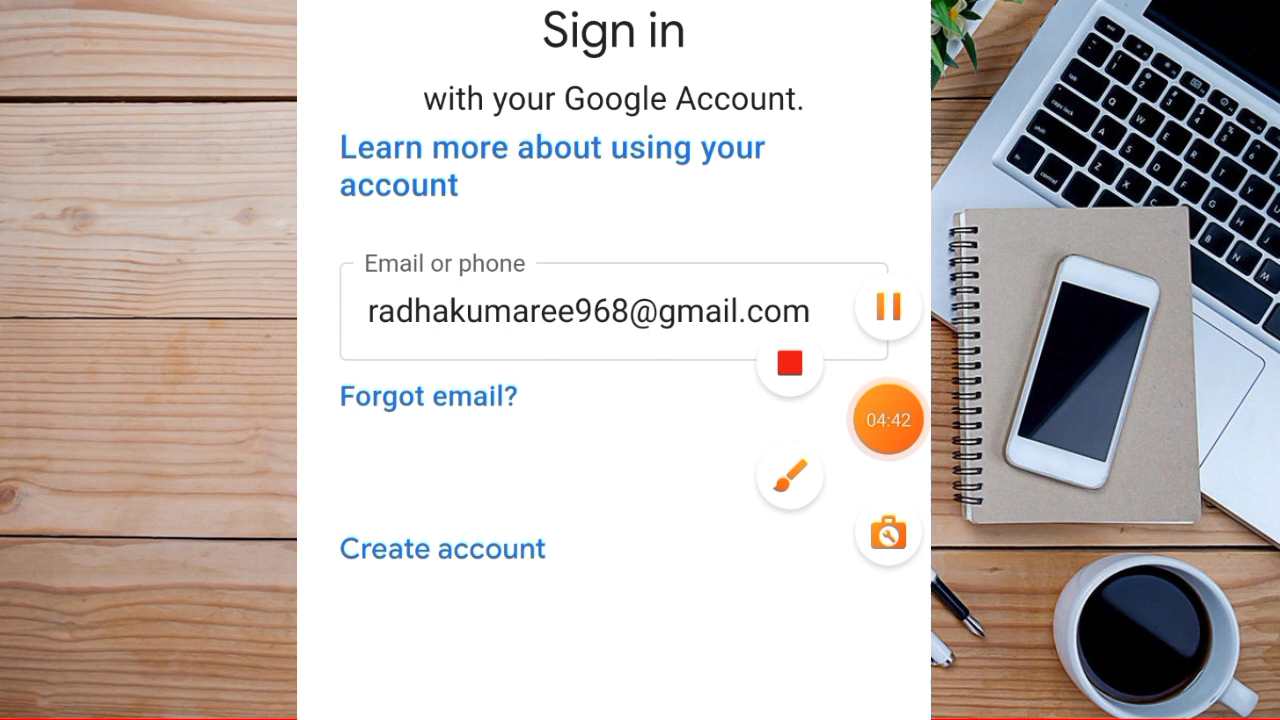 Sign in
with your Google Account.
Learn more about using your
account
Email or phone
radhakumaree968@gmail.com
Forgot email?
04:42
Create account